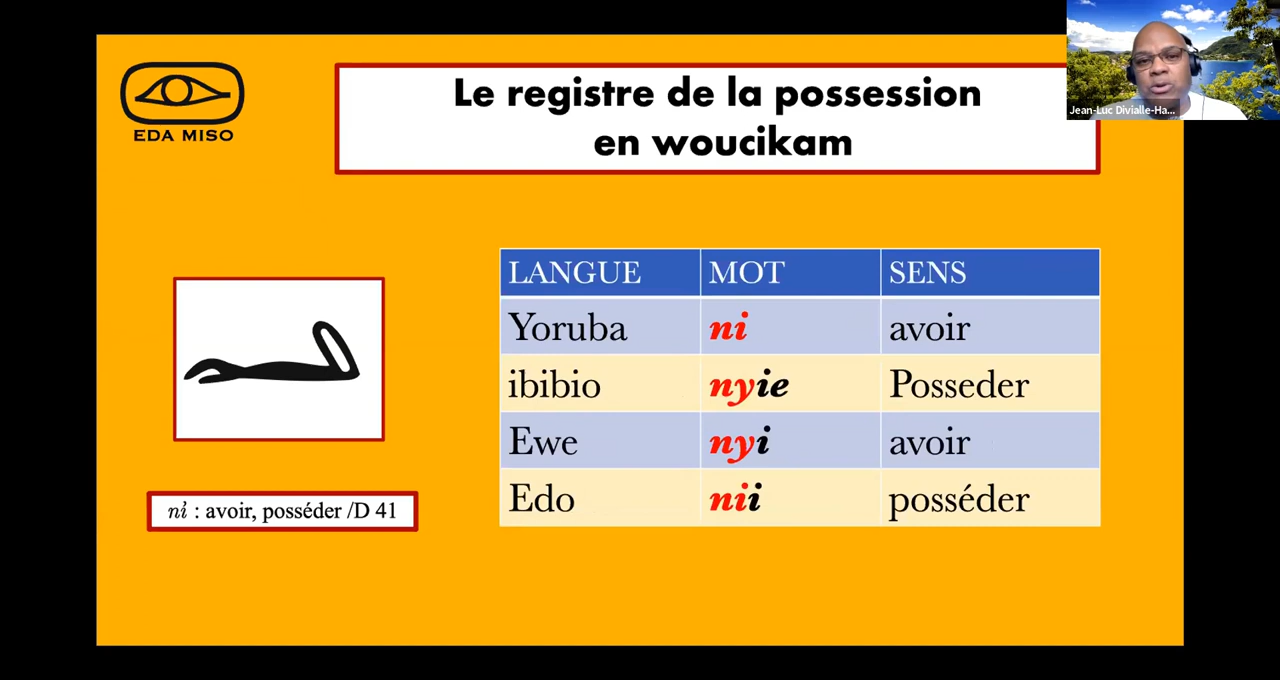 EDA MISO
Le registre de la possession
en woucikam
Jean-Luc Divialle-Ha...
LANGUE MOT SENS
Yoruba ni avoir
ibibio nyie Posseder
Ewe nyi avoir
Edo nii posséder
nỉ : avoir, posséder /D 41